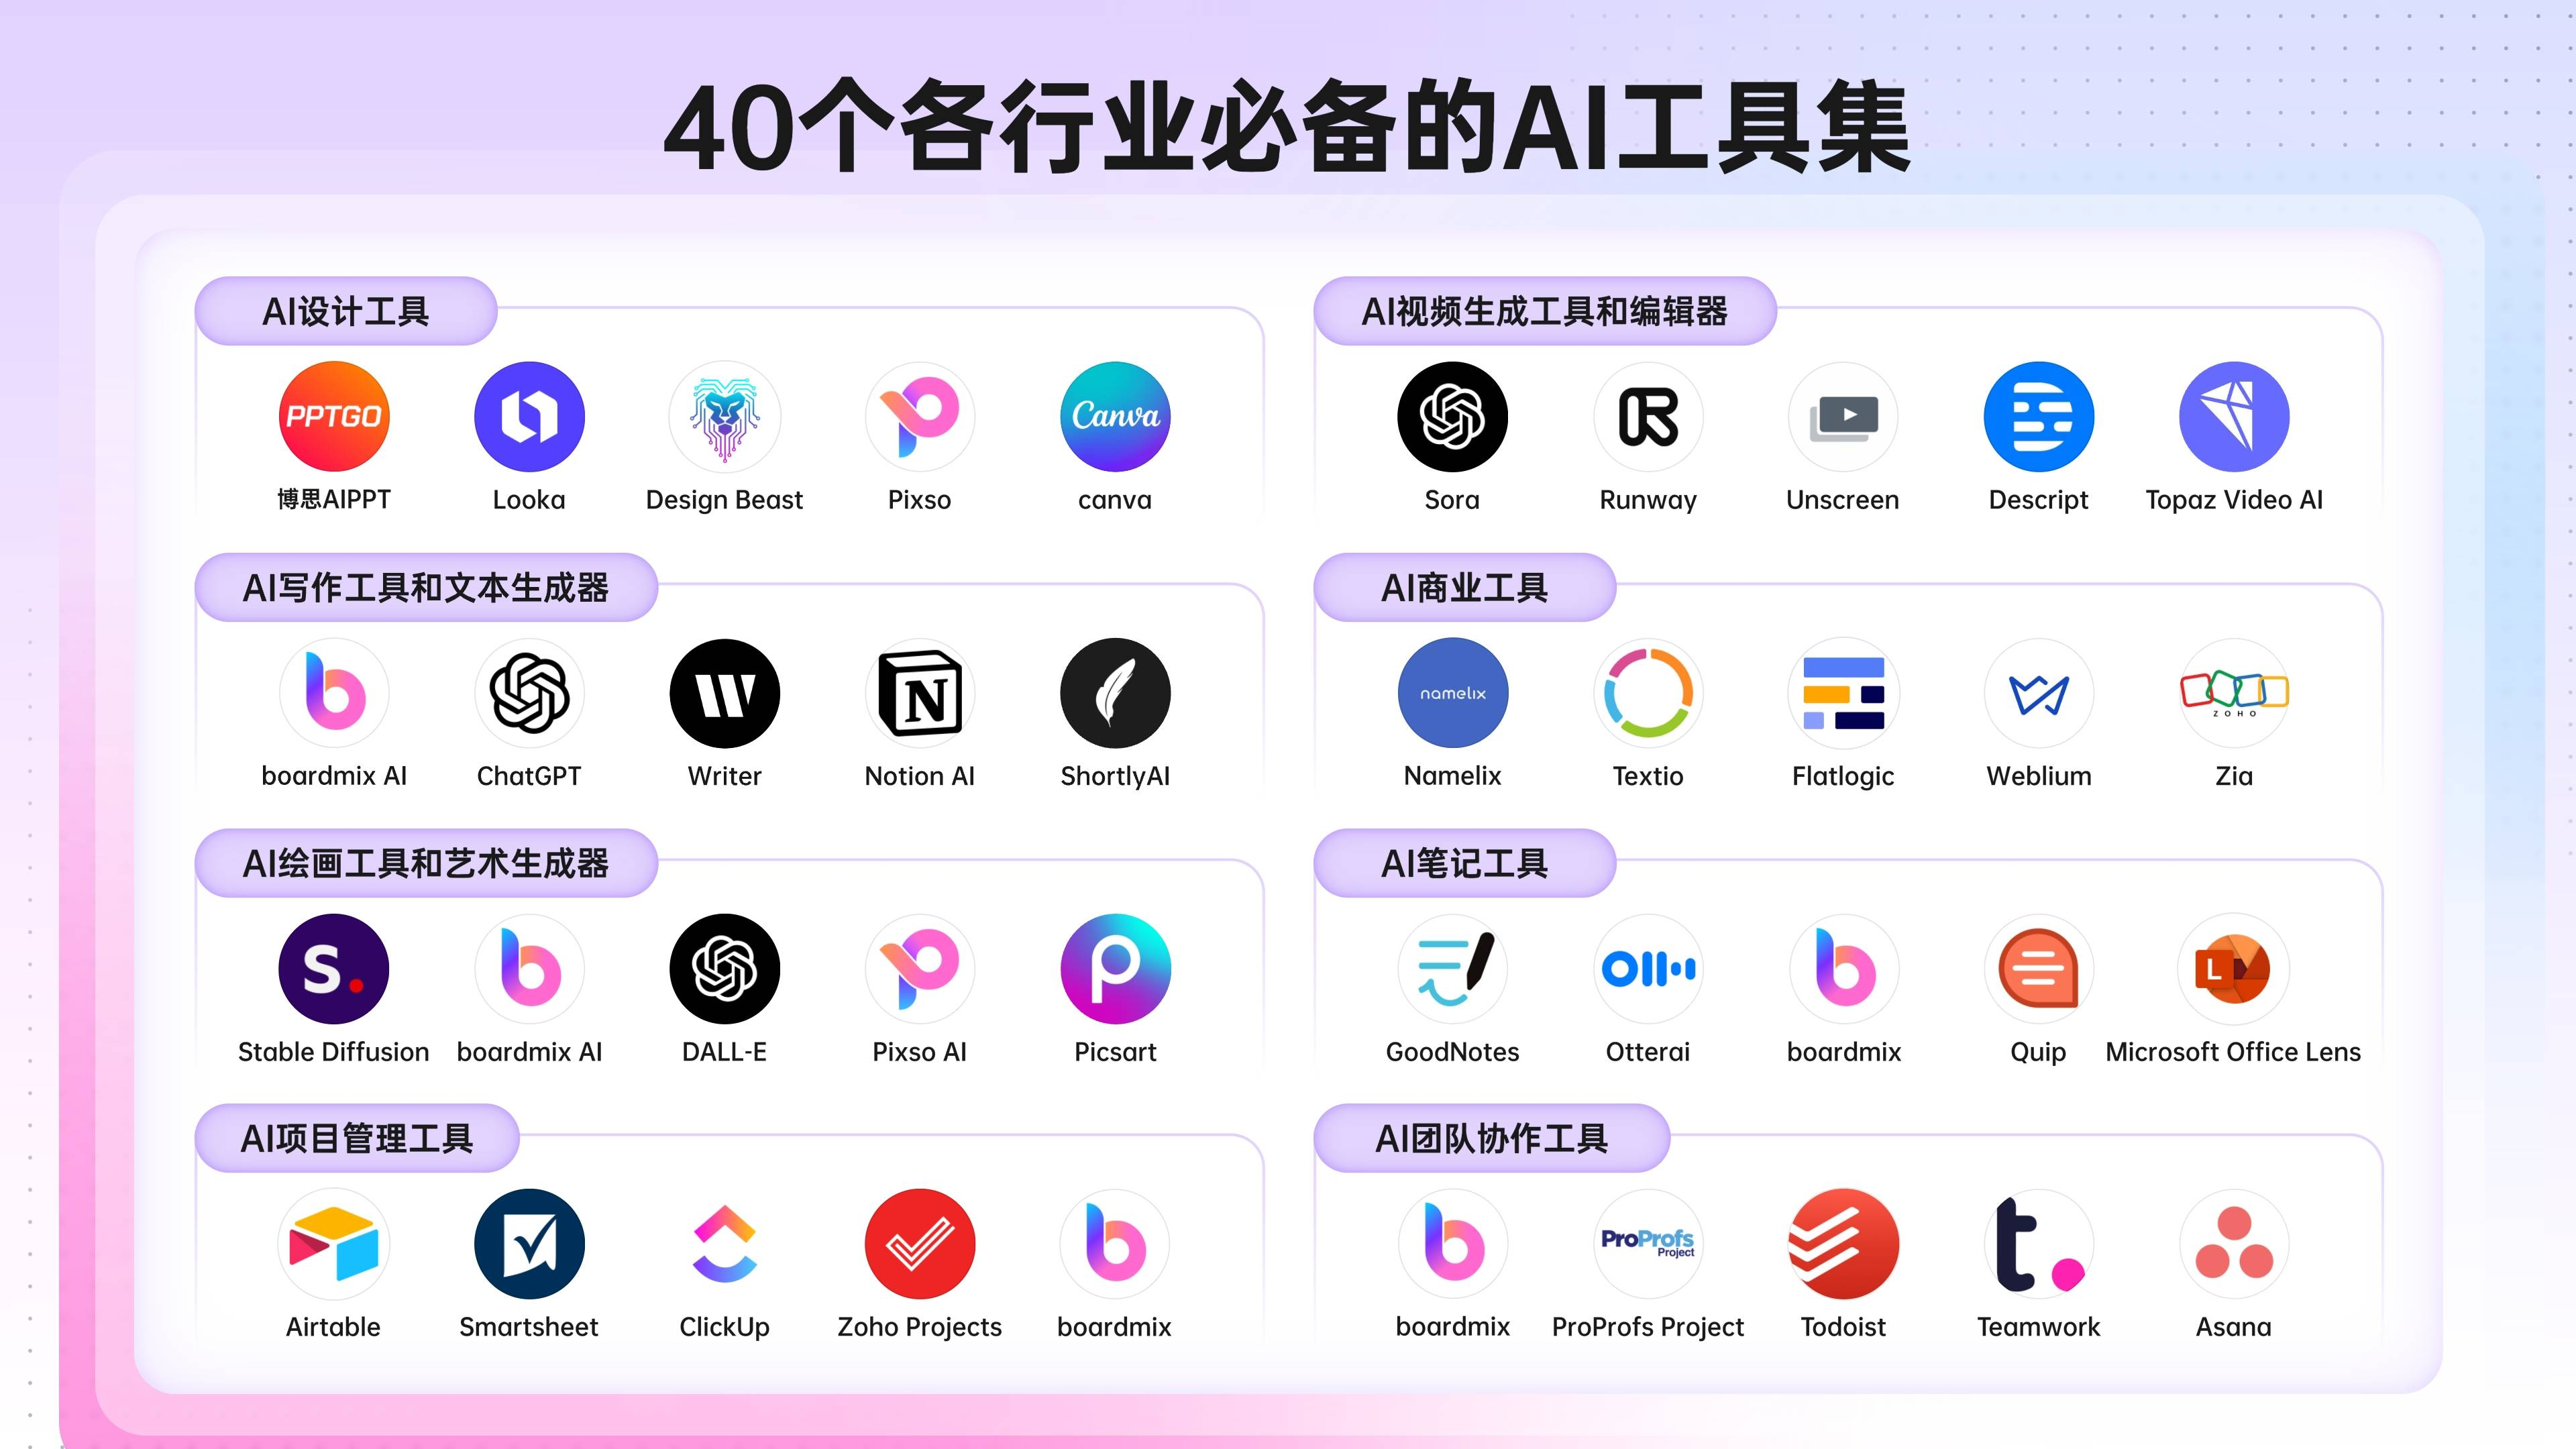 40个各行业必备的AI工具集
AI设计工具
PPTGO
Canva
博思AIPPT
Looka
Design Beast
Pixso
canva
AI视频生成工具和编辑器
Sora
Runway
Unscreen
Descript
Topaz Video AI
AI写作工具和文本生成器
N
boardmix AI
ChatGPT
Writer
Notion AI
ShortlyAI
AI商业工具
namelix
ZOHO
Namelix
Textio
Flatlogic
Weblium
Zia
AI绘画工具和艺术生成器
S.
Stable Diffusion
boardmix AI
DALL-E
Pixso AI
Picsart
AI笔记工具
L
GoodNotes
Otterai
boardmix
Quip
Microsoft Office Lens
AI项目管理工具
Airtable
Smartsheet
ClickUp
Zoho Projects
boardmix
AI团队协作工具
ProProfs
Project
t.
boardmix
ProProfs Project
Todoist
Teamwork
Asana